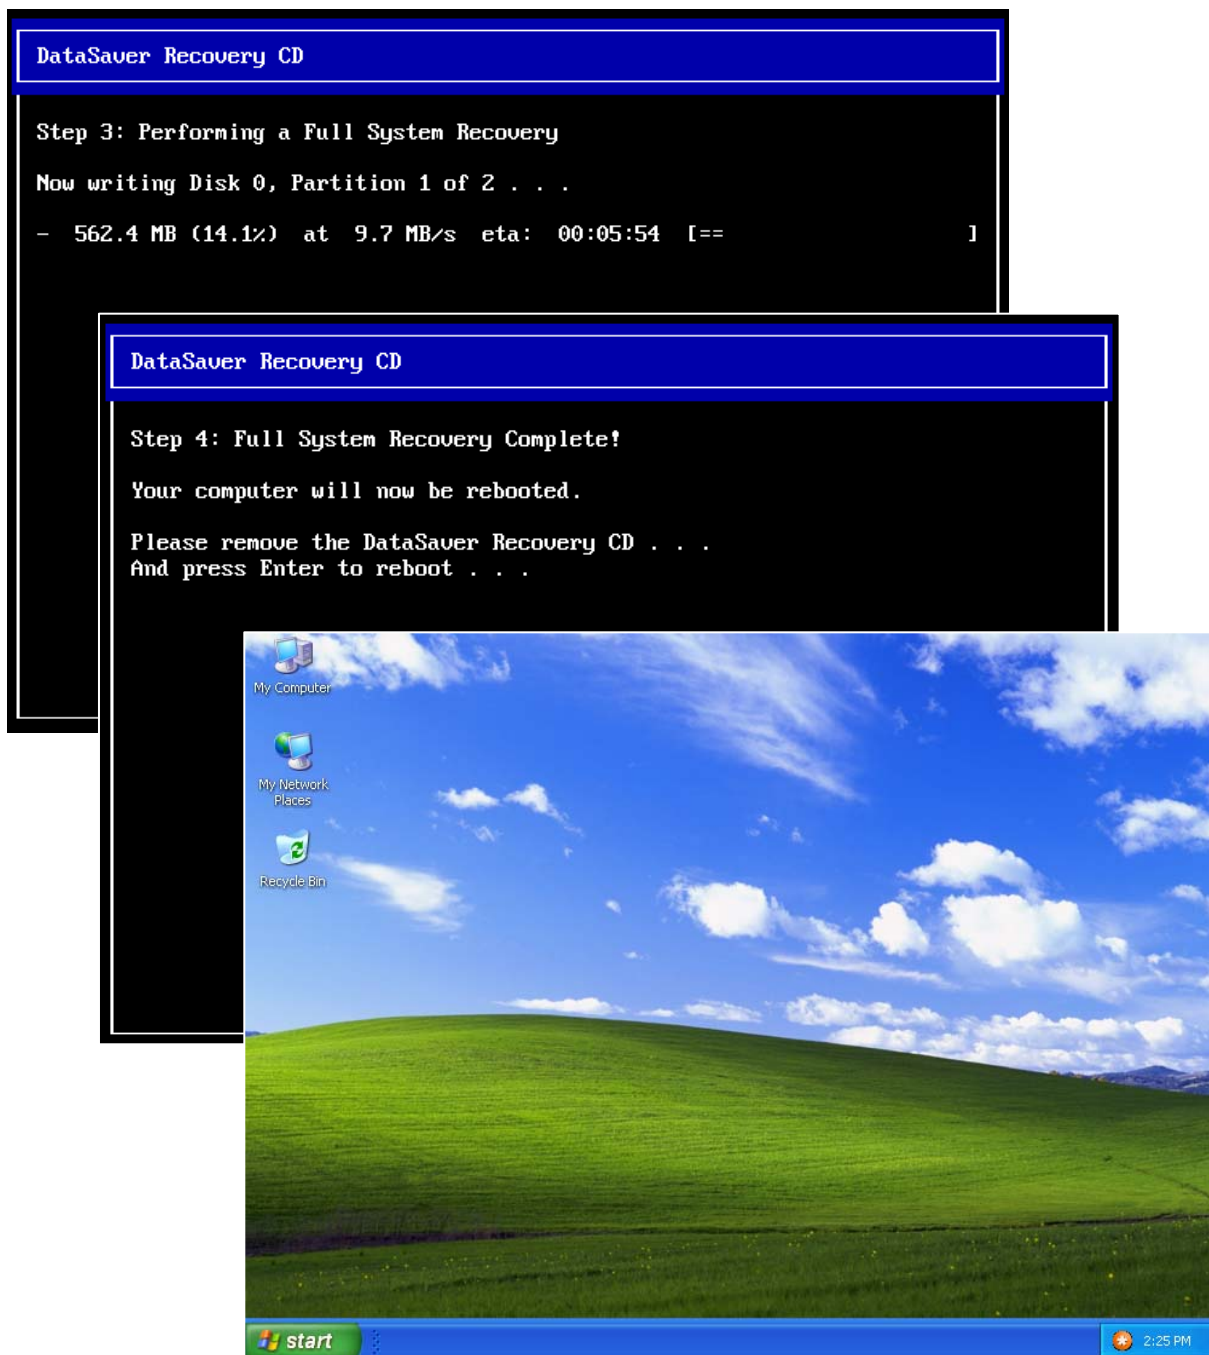 DataSaver Recovery CD
Step 3: Performing a Full System Recovery
Now writing Disk 0, Partition 1 of 2 . . .
-  562.4 MB (14.1%)  at  9.7 MB/s  eta:  00:05:54  [==                   ]
DataSaver Recovery CD
Step 4: Full System Recovery Complete!
Your computer will now be rebooted.
Please remove the DataSaver Recovery CD . . .
And press Enter to reboot . . .
My Computer
My Network
Places
Recycle Bin
start
2:25 PM